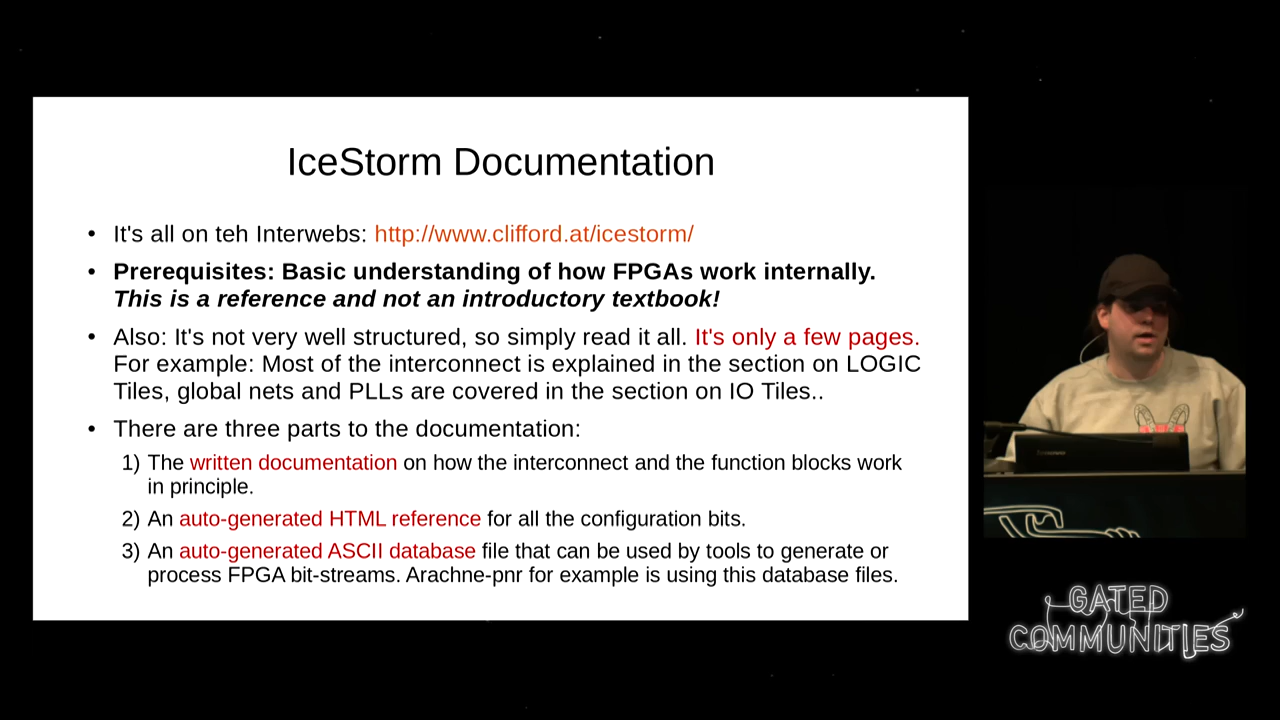 IceStorm Documentation
• It's all on teh Interwebs: http://www.clifford.at/icestorm/
• Prerequisites: Basic understanding of how FPGAs work internally.
This is a reference and not an introductory textbook!
• Also: It's not very well structured, so simply read it all. It's only a few pages.
For example: Most of the interconnect is explained in the section on LOGIC
Tiles, global nets and PLLs are covered in the section on IO Tiles..
• There are three parts to the documentation:
1) The written documentation on how the interconnect and the function blocks work
in principle.
2) An auto-generated HTML reference for all the configuration bits.
3) An auto-generated ASCII database file that can be used by tools to generate or
process FPGA bit-streams. Arachne-pnr for example is using this database files.
GATED
COMMUNITIES